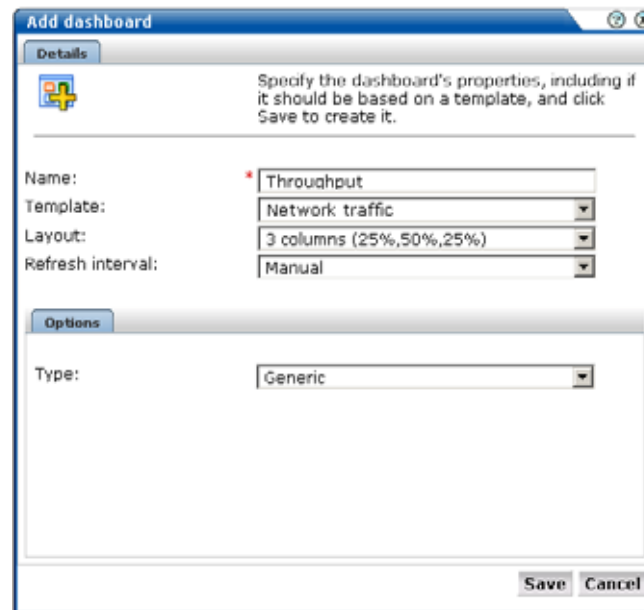 Add dashboard
Details
Specify the dashboard's properties, including if
it should be based on a template, and click
Save to create it.
Name: * Throughput
Template: Network traffic
Layout: 3 columns (25%,50%,25%)
Refresh interval: Manual
Options
Type: Generic
Save Cancel